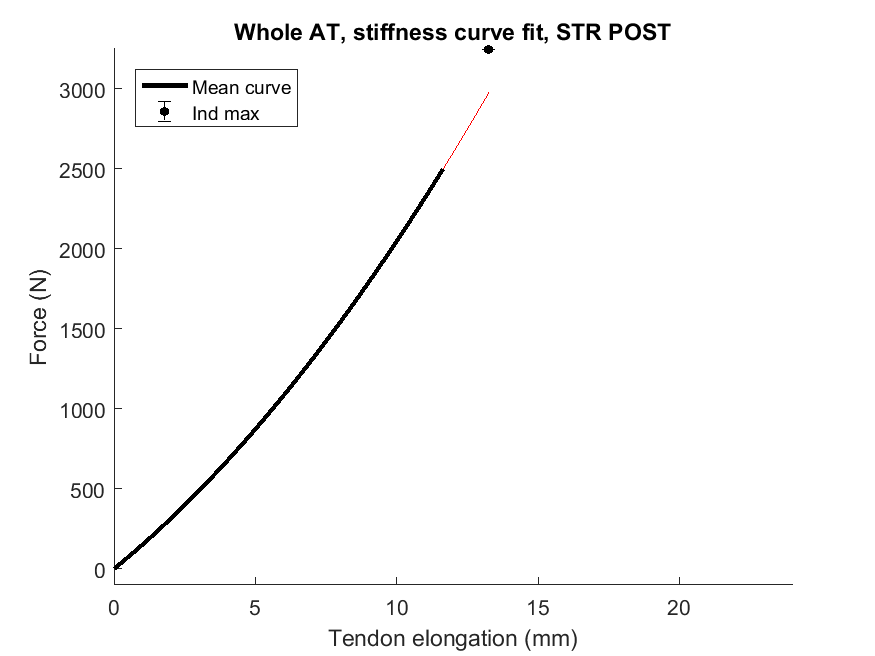 Whole AT, stiffness curve fit, STR POST
Mean curve
Ind max
3000
2500
2000
1500
1000
500
0
Force (N)
0 5 10 15 20
Tendon elongation (mm)